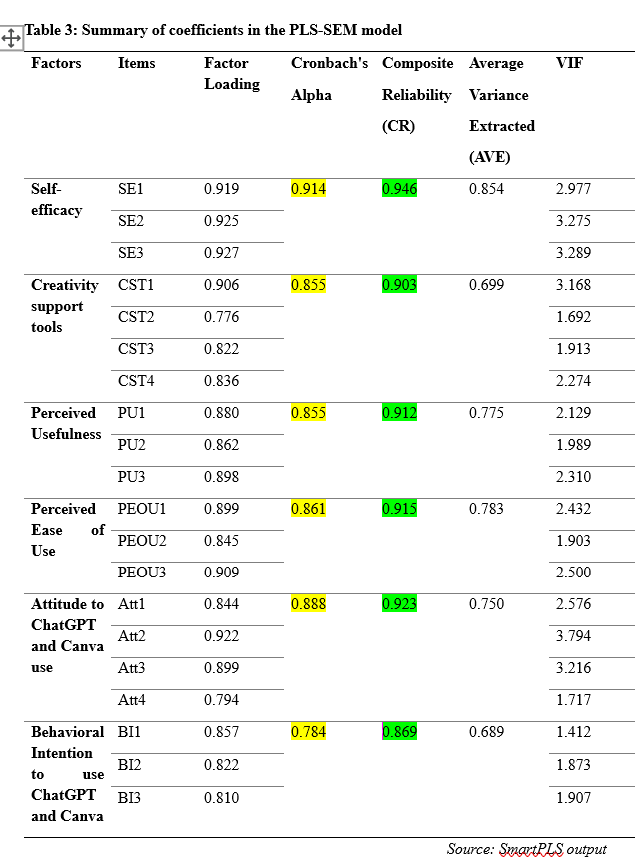 Table 3: Summary of coefficients in the PLS-SEM model
Factors Items Factor Loading Cronbach's Alpha Composite Reliability (CR) Average Variance Extracted (AVE) VIF
Self-efficacy SE1 0.919 0.914 0.946 0.854 2.977
SE2 0.925 3.275
SE3 0.927 3.289
Creativity support tools CST1 0.906 0.855 0.903 0.699 3.168
CST2 0.776 1.692
CST3 0.822 1.913
CST4 0.836 2.274
Perceived Usefulness PU1 0.880 0.855 0.912 0.775 2.129
PU2 0.862 1.989
PU3 0.898 2.310
Perceived Ease of Use PEOU1 0.899 0.861 0.915 0.783 2.432
PEOU2 0.845 1.903
PEOU3 0.909 2.500
Attitude to ChatGPT and Canva use Att1 0.844 0.888 0.923 0.750 2.576
Att2 0.922 3.794
Att3 0.899 3.216
Att4 0.794 1.717
Behavioral Intention to use ChatGPT and Canva BI1 0.857 0.784 0.869 0.689 1.412
BI2 0.822 1.873
BI3 0.810 1.907
Source: SmartPLS output